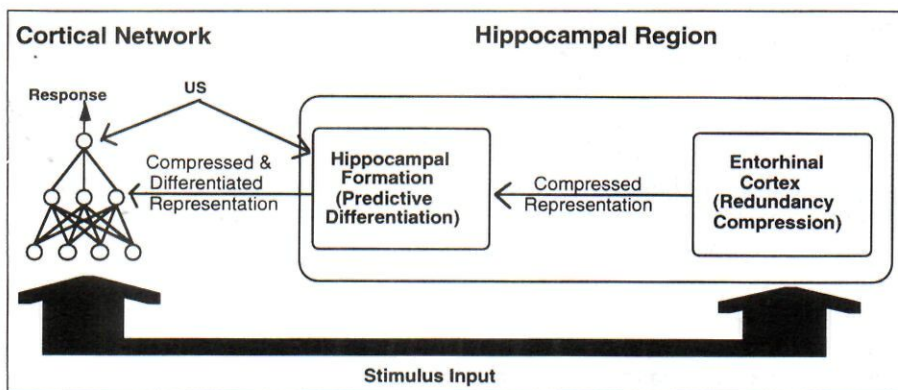 Cortical Network
Hippocampal Region
Response
US
Compressed &
Differentiated
Representation
Hippocampal
Formation
(Predictive
Differentiation)
Compressed
Representation
Entorhinal
Cortex
(Redundancy
Compression)
Stimulus Input